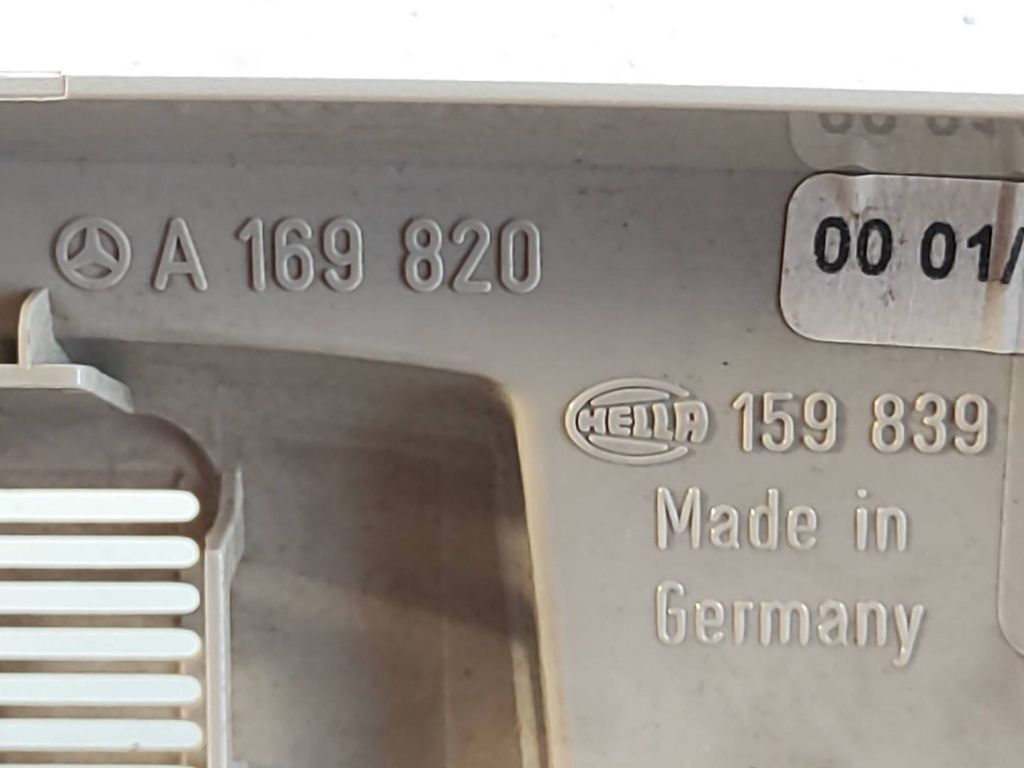 A 169 820
00 01/
HELLA 159 839
Made in
Germany